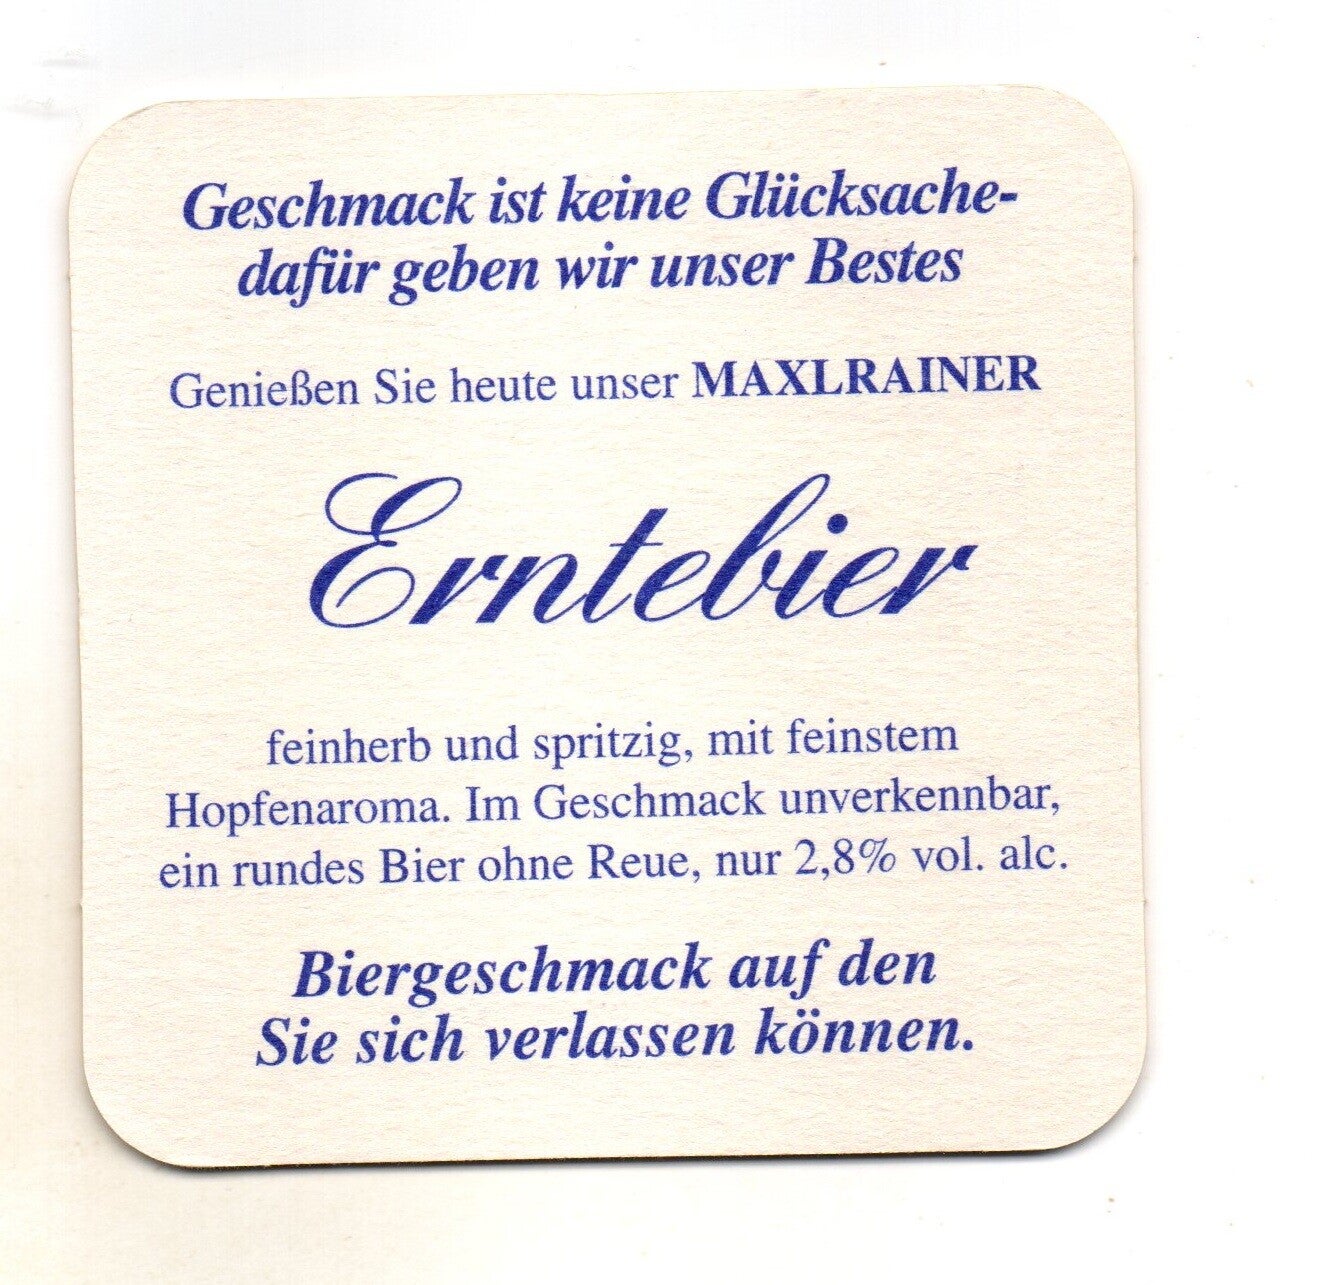 Geschmack ist keine Glücksache-
dafür geben wir unser Bestes
Genießen Sie heute unser MAXLRAINER
Erntebier
feinherb und spritzig, mit feinstem
Hopfenaroma. Im Geschmack unverkennbar,
ein rundes Bier ohne Reue, nur 2,8% vol. alc.
Biergeschmack auf den
Sie sich verlassen können.